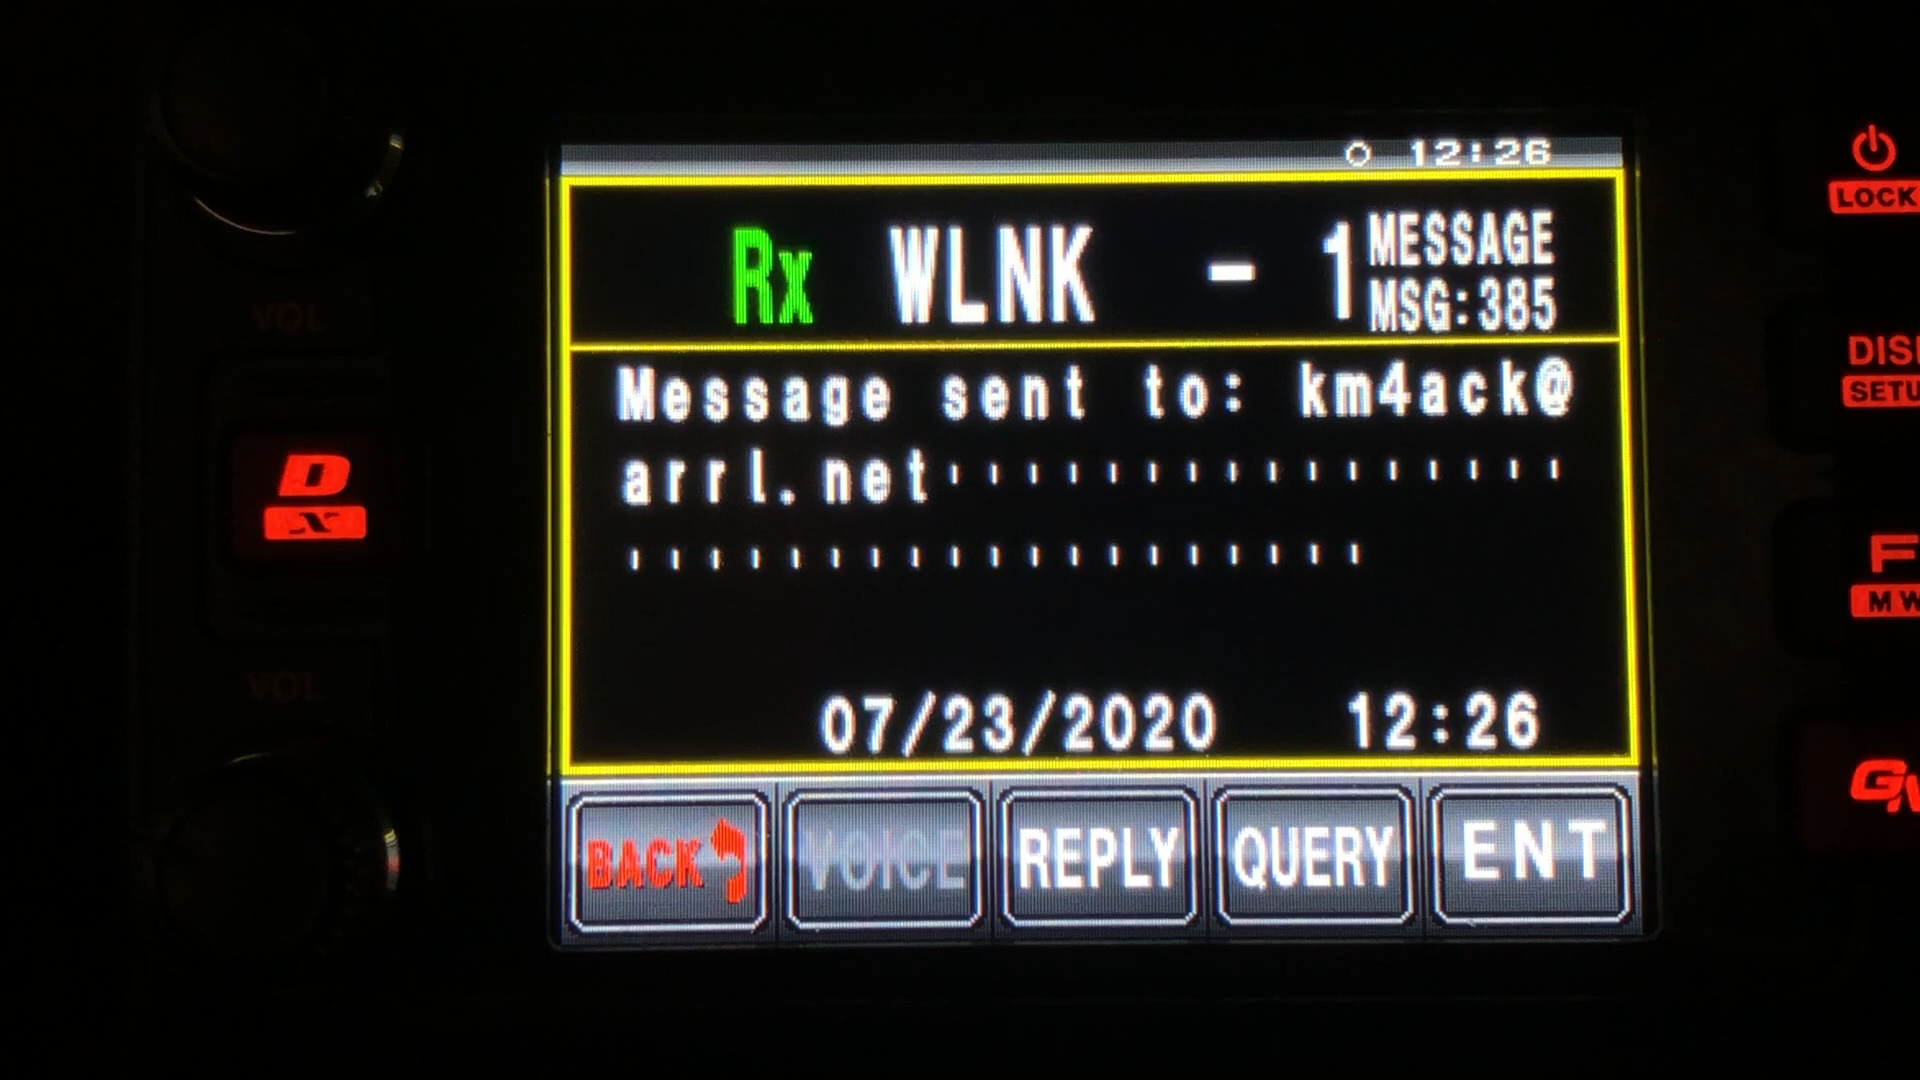 12:26
Rx WLNK - 1 MESSAGE
MSG:385
Message sent to: km4ack@
arrl.net
07/23/2020 12:26
BACK VOICE REPLY QUERY ENT
VOL
D
X
VOL
LOCK
DISP
SETU
F
MW
GM